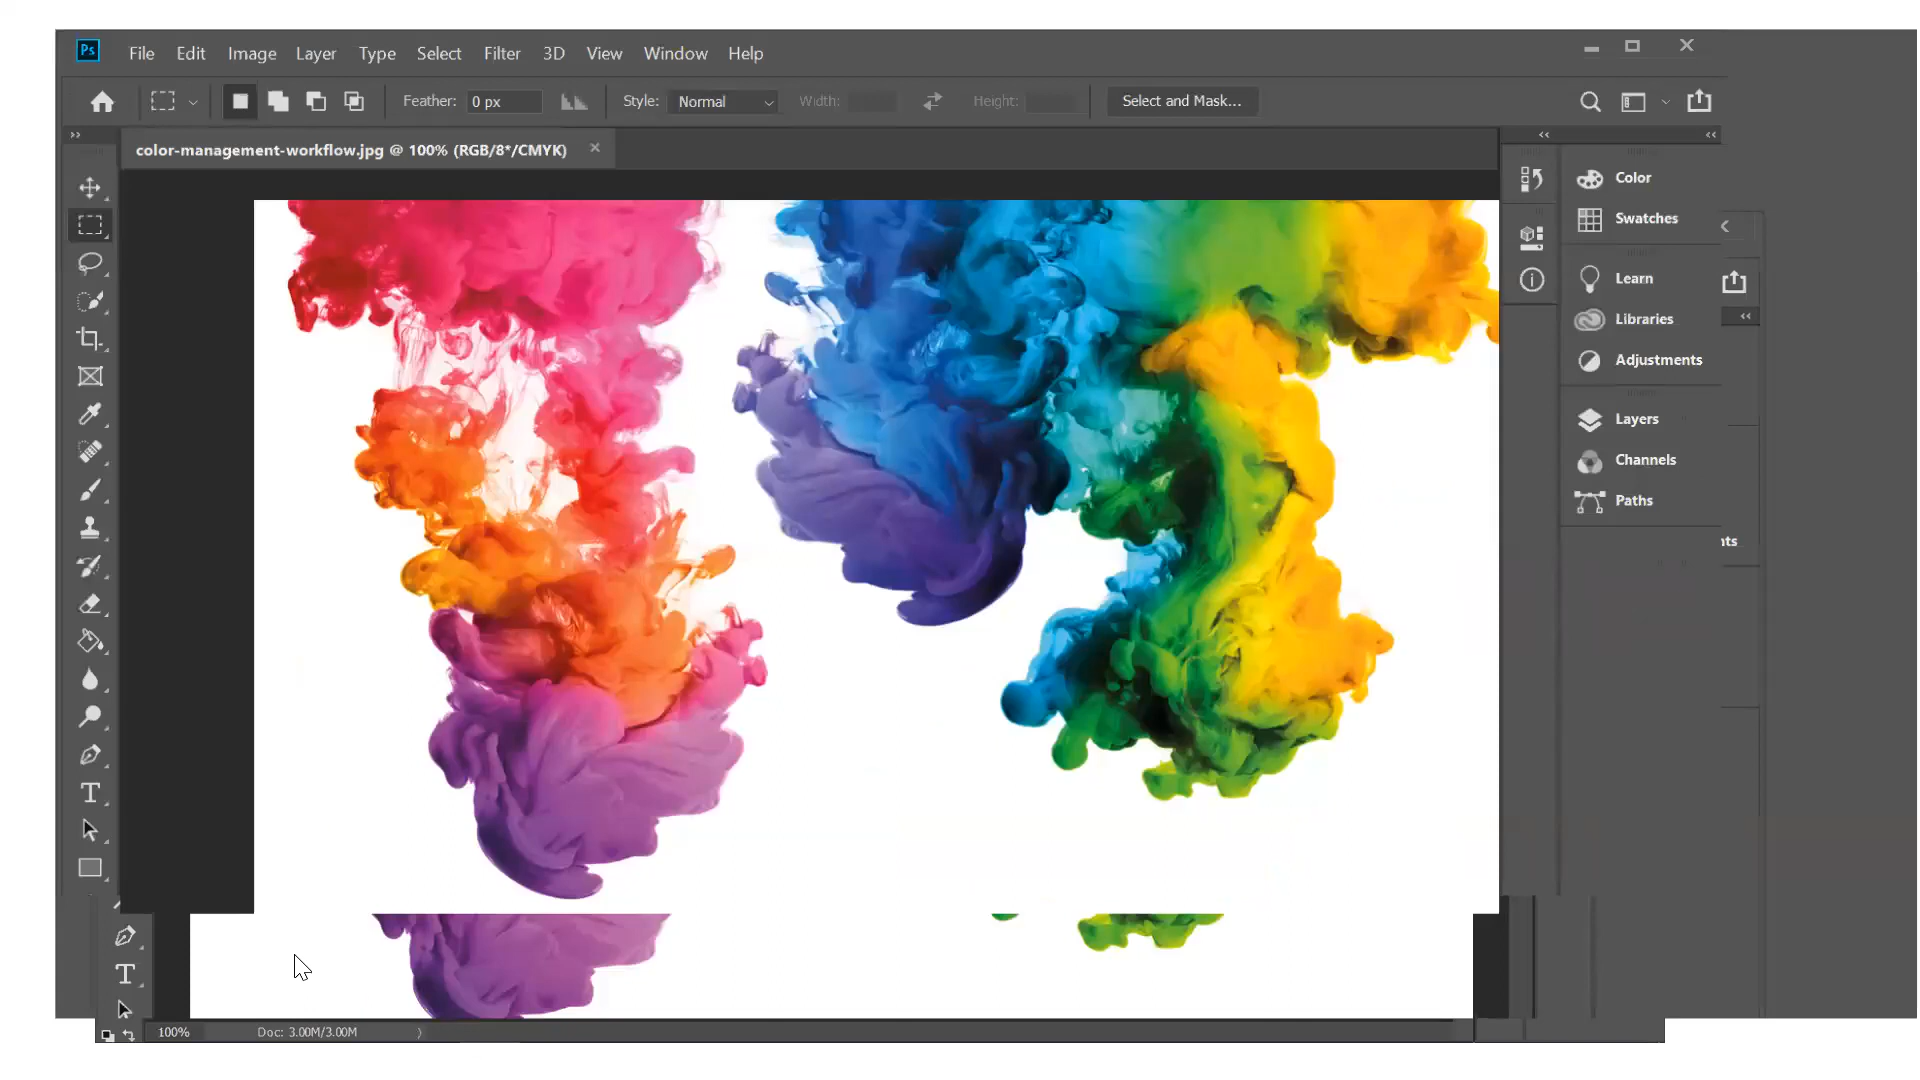 Ps File Edit Image Layer Type Select Filter 3D View Window Help
Feather: 0 px Style: Normal Width: Height: Select and Mask...
color-management-workflow.jpg @ 100% (RGB/8*/CMYK)
Color
Swatches
Learn
Libraries
Adjustments
Layers
Channels
Paths
nts
100% Doc: 3.00M/3.00M